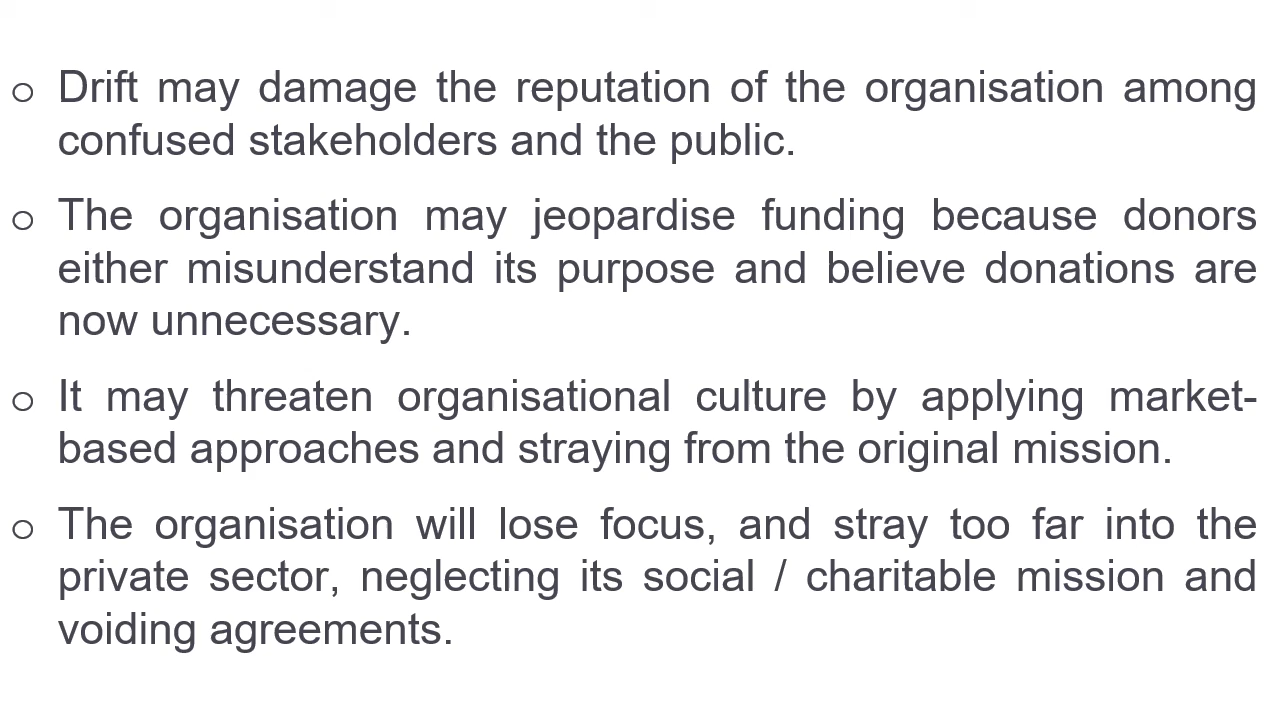 o Drift may damage the reputation of the organisation among
confused stakeholders and the public.
o The organisation may jeopardise funding because donors
either misunderstand its purpose and believe donations are
now unnecessary.
o It may threaten organisational culture by applying market-
based approaches and straying from the original mission.
o The organisation will lose focus, and stray too far into the
private sector, neglecting its social / charitable mission and
voiding agreements.